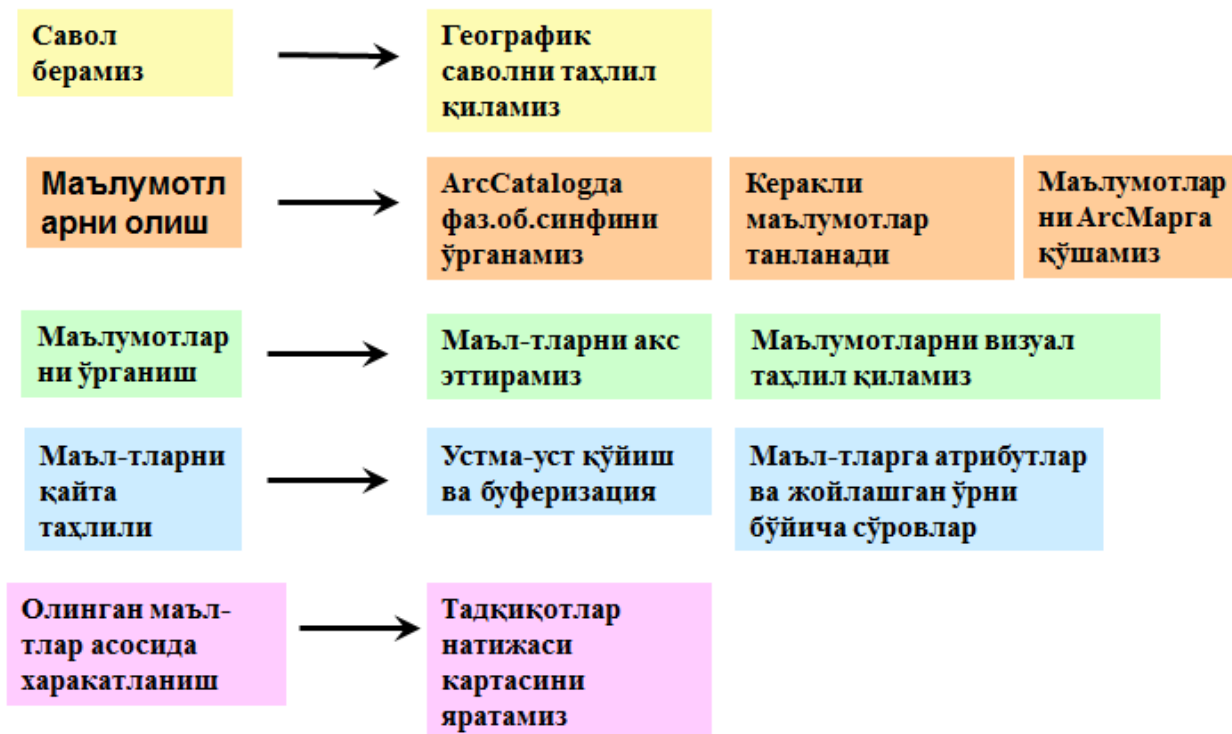 Савол
берамиз
Географик
саволни таҳлил
қиламиз
Маълумотл
арни олиш
ArcCatalogда
фаз.об.синфини
ўрганамиз
Керакли
маълумотлар
танланади
Маълумотлар
ни ArcMapга
қўшамиз
Маълумотлар
ни ўрганиш
Маъл-тларни акс
эттирамиз
Маълумотларни визуал
таҳлил қиламиз
Маъл-тларни
қайта
таҳлили
Устма-уст қўйиш
ва буферизация
Маъл-тларга атрибутлар
ва жойлашган ўрни
бўйича сўровлар
Олинган маъл-
тлар асосида
харакатланиш
Тадқиқотлар
натижаси
картасини
яратамиз